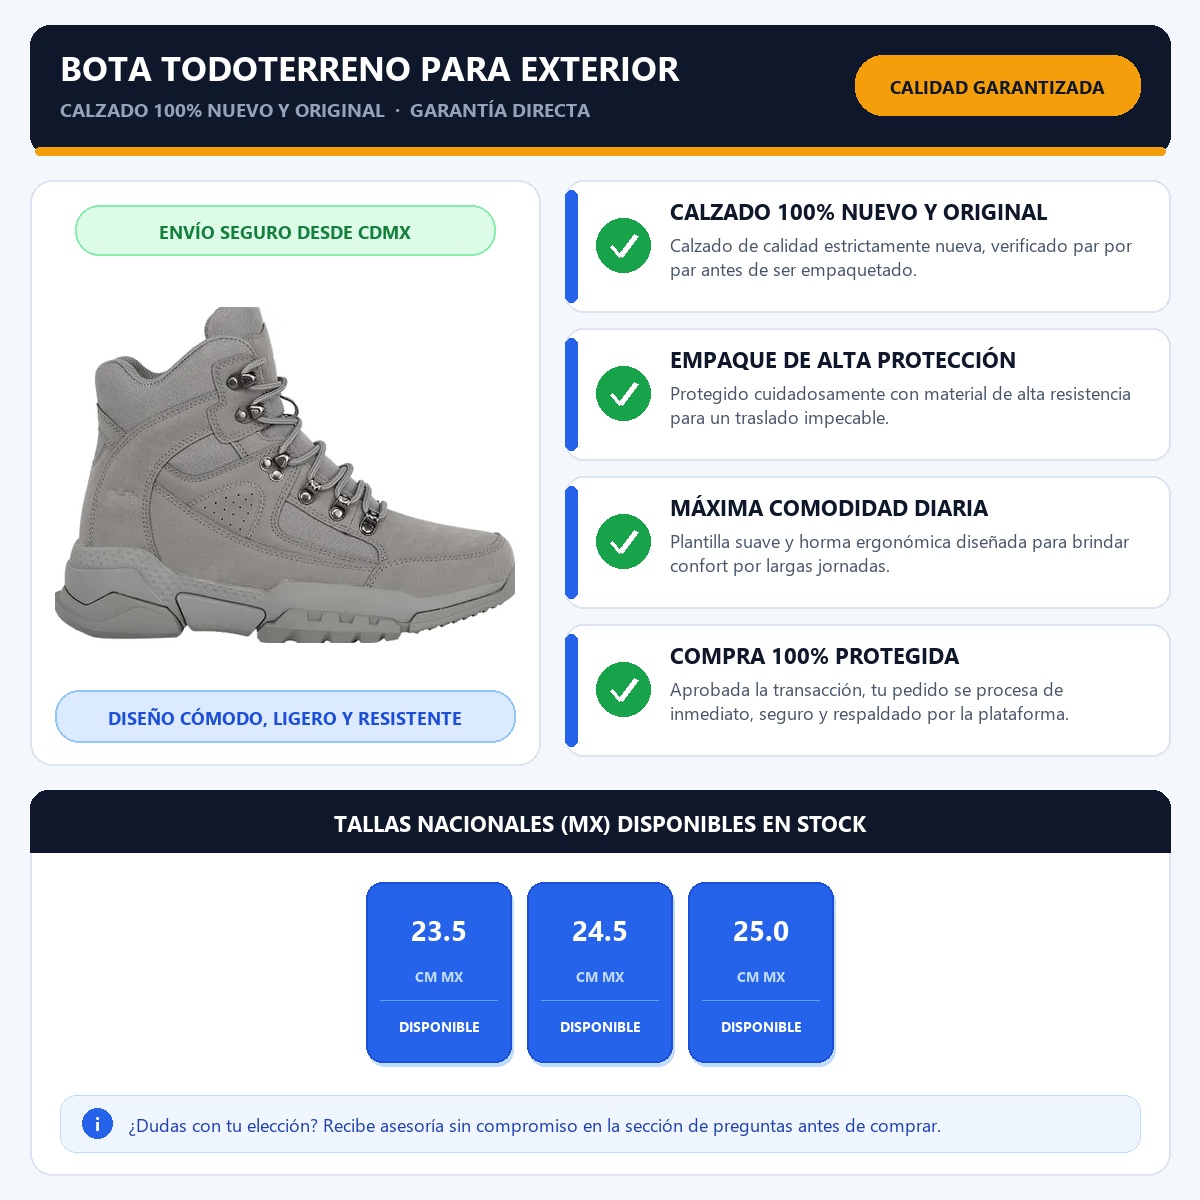 BOTA TODOTERRENO PARA EXTERIOR
CALZADO 100% NUEVO Y ORIGINAL · GARANTÍA DIRECTA
CALIDAD GARANTIZADA
ENVÍO SEGURO DESDE CDMX
DISEÑO CÓMODO, LIGERO Y RESISTENTE
CALZADO 100% NUEVO Y ORIGINAL
Calzado de calidad estrictamente nueva, verificado par por
par antes de ser empaquetado.
EMPAQUE DE ALTA PROTECCIÓN
Protegido cuidadosamente con material de alta resistencia
para un traslado impecable.
MÁXIMA COMODIDAD DIARIA
Plantilla suave y horma ergonómica diseñada para brindar
confort por largas jornadas.
COMPRA 100% PROTEGIDA
Aprobada la transacción, tu pedido se procesa de
inmediato, seguro y respaldado por la plataforma.
TALLAS NACIONALES (MX) DISPONIBLES EN STOCK
23.5
CM MX
DISPONIBLE
24.5
CM MX
DISPONIBLE
25.0
CM MX
DISPONIBLE
¿Dudas con tu elección? Recibe asesoría sin compromiso en la sección de preguntas antes de comprar.